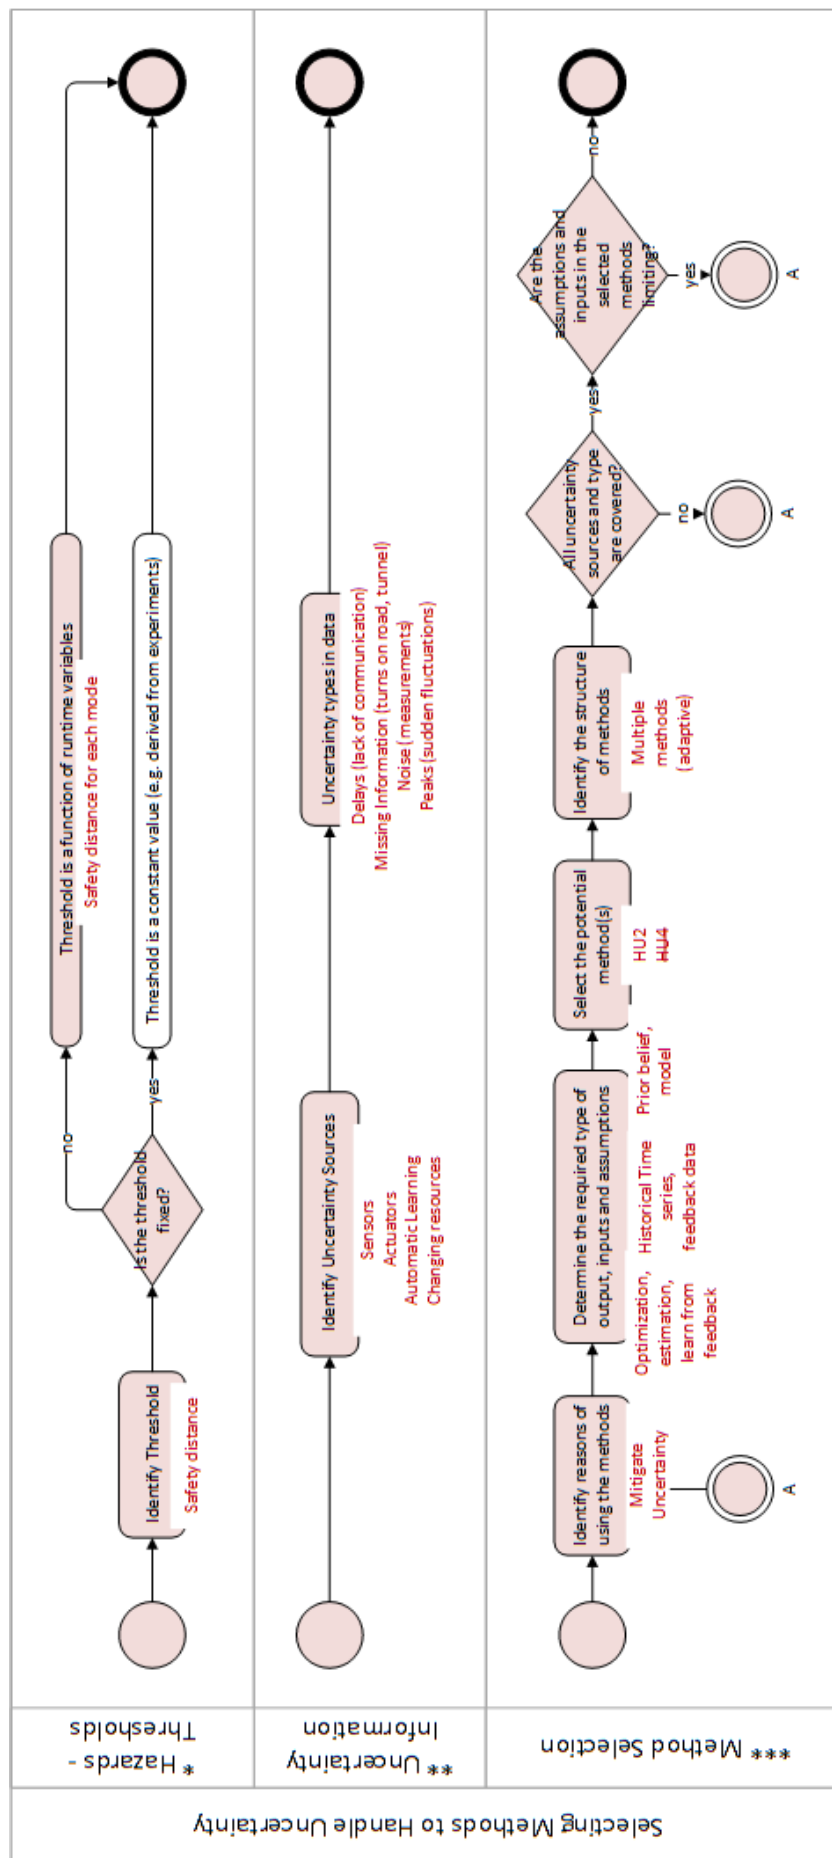 Selecting Methods to Handle Uncertainty
* Hazards -
Thresholds
Identify Threshold
Safety distance
Is the threshold
fixed?
no
yes
Threshold is a function of runtime variables
Safety distance for each mode
Threshold is a constant value (e.g. derived from experiments)
** Uncertainty
Information
Identify Uncertainty Sources
Sensors
Actuators
Automatic Learning
Changing resources
Uncertainty types in data
Delays (lack of communication)
Missing Information (turns on road, tunnel)
Noise (measurements)
Peaks (sudden fluctuations)
*** Method Selection
Identify reasons of
using the methods
Mitigate
Uncertainty
A
Determine the required type of
output, inputs and assumptions
Optimization,
estimation,
learn from
feedback
Historical Time
series,
feedback data
Prior belief,
model
Select the potential
method(s)
HU2
HU4
Identify the structure
of methods
Multiple
methods
(adaptive)
All uncertainty
sources and type
are covered?
no
A
yes
Are the
assumptions and
inputs in the
selected
methods
limiting?
yes
A
no